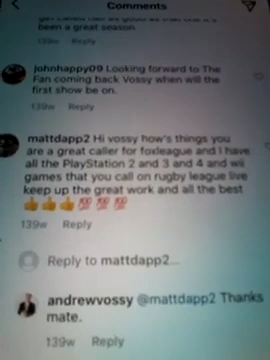 Comments
been a great season
139w Reply
johnhappy09 Looking forward to The
Fan coming back Vossy when will the
first show be on.
139w Reply
mattdapp2 Hi vossy how's things you
are a great caller for foxleague and I have
all the PlayStation 2 and 3 and 4 and wii
games that you call on rugby league live
keep up the great work and all the best
👍👍👍💯💯💯
139w Reply
Reply to mattdapp2...
andrewvossy @mattdapp2 Thanks
mate.
139w Reply